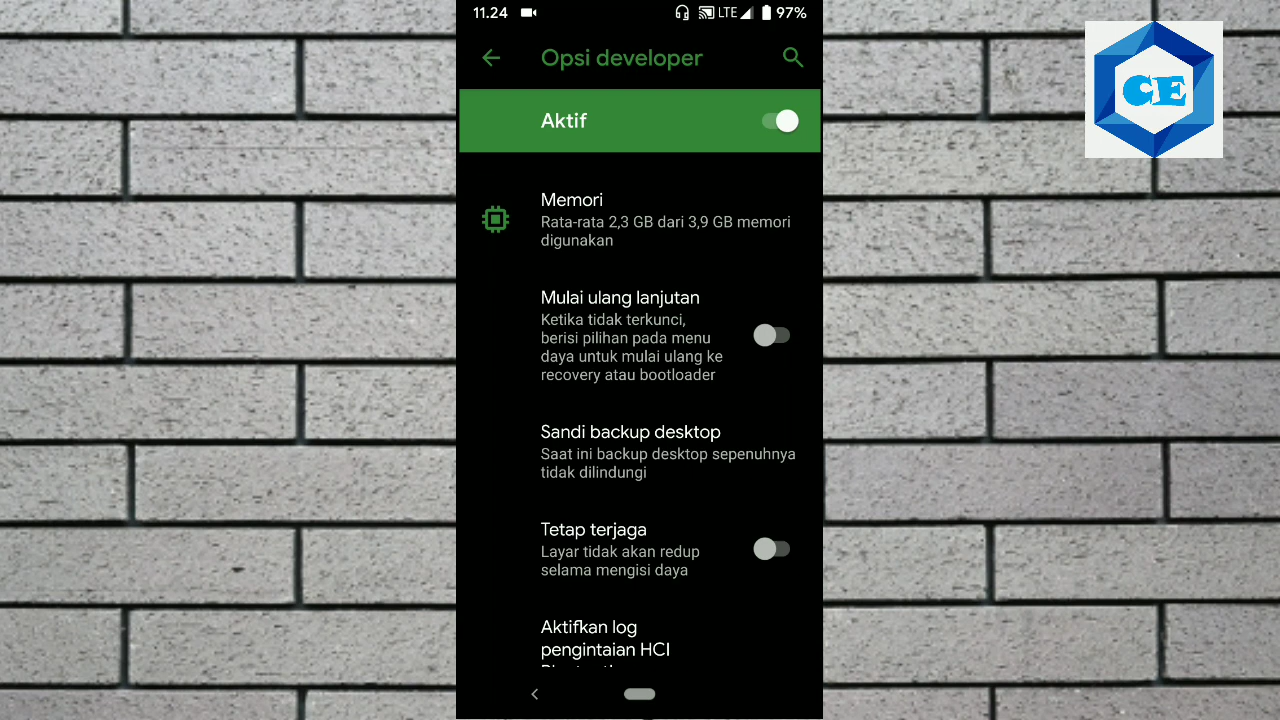 11.24
LTE
97%
Opsi developer
Aktif
Memori
Rata-rata 2,3 GB dari 3,9 GB memori
digunakan
Mulai ulang lanjutan
Ketika tidak terkunci,
berisi pilihan pada menu
daya untuk mulai ulang ke
recovery atau bootloader
Sandi backup desktop
Saat ini backup desktop sepenuhnya
tidak dilindungi
Tetap terjaga
Layar tidak akan redup
selama mengisi daya
Aktifkan log
pengintaian HCI
CE